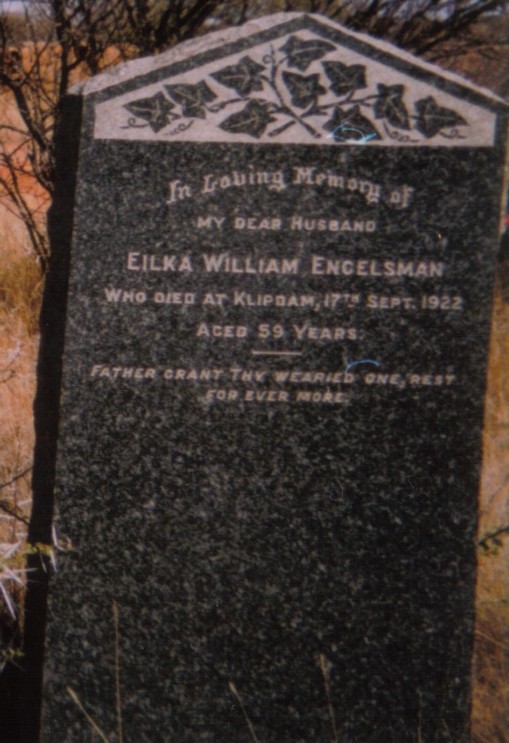 In Loving Memory of
MY DEAR HUSBAND
EILKA WILLIAM ENGELSMAN
WHO DIED AT KLIPDAM, 17TH SEPT. 1922
AGED 59 YEARS.
FATHER GRANT THY WEARIED ONE, REST
FOR EVER MORE.